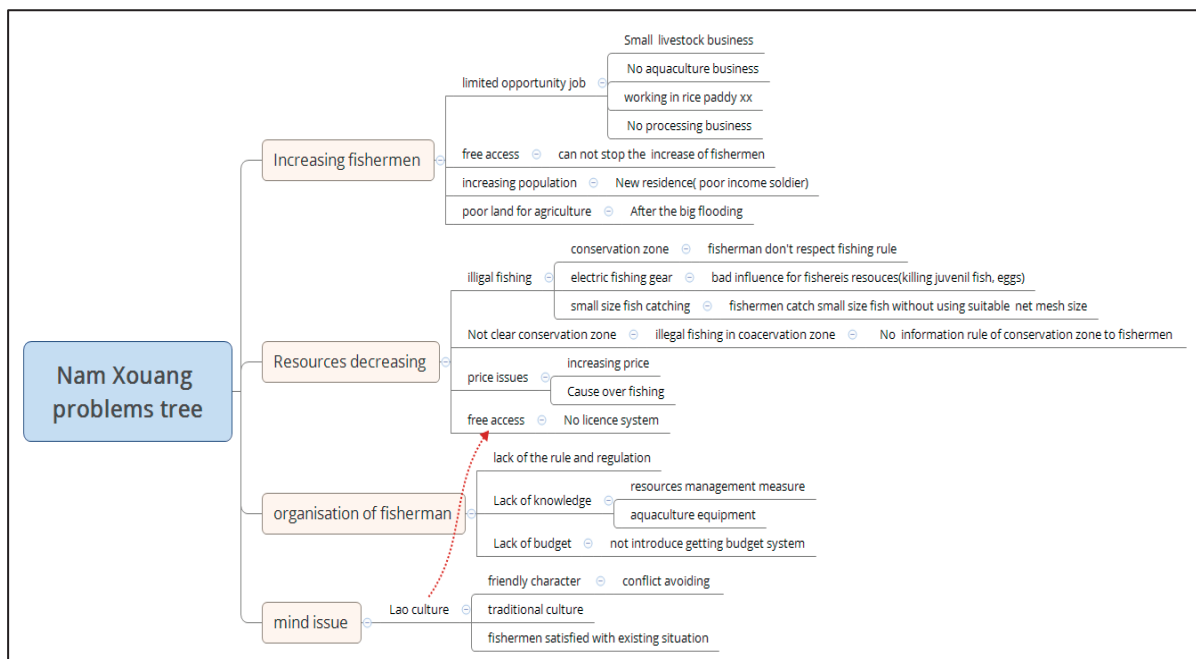 Nam Xouang
problems tree
Increasing fishermen
limited opportunity job
Small livestock business
No aquaculture business
working in rice paddy xx
No processing business
free access
can not stop the increase of fishermen
increasing population
New residence( poor income soldier)
poor land for agriculture
After the big flooding
Resources decreasing
illigal fishing
conservation zone
fisherman don't respect fishing rule
electric fishing gear
bad influence for fishereis resouces(killing juvenil fish, eggs)
small size fish catching
fishermen catch small size fish without using suitable net mesh size
Not clear conservation zone
illegal fishing in coacervation zone
No information rule of conservation zone to fishermen
price issues
increasing price
Cause over fishing
free access
No licence system
organisation of fisherman
lack of the rule and regulation
Lack of knowledge
resources management measure
aquaculture equipment
Lack of budget
not introduce getting budget system
mind issue
Lao culture
friendly character
conflict avoiding
traditional culture
fishermen satisfied with existing situation